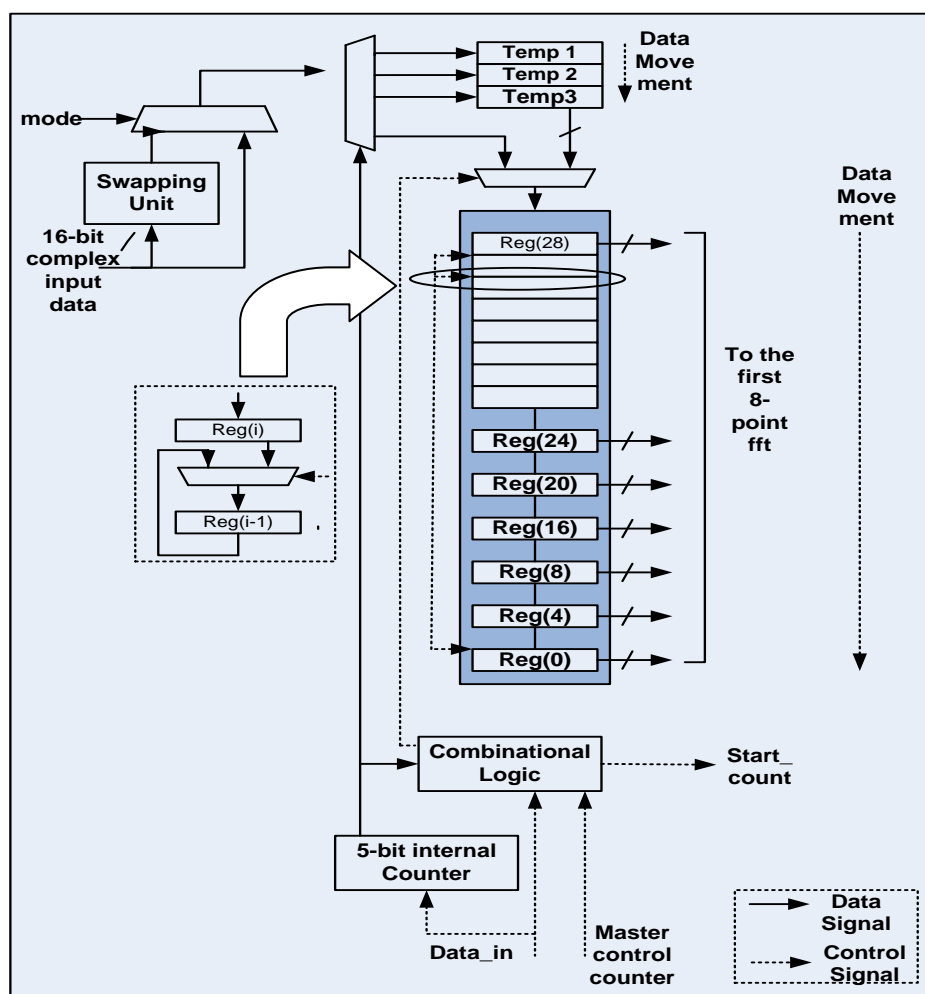 Temp 1
Temp 2
Temp3
Data
Move
ment
mode
Swapping
Unit
16-bit
complex
input
data
Data
Move
ment
Reg(28)
To the
first
8-
point
fft
Reg(i)
Reg(i-1)
Reg(24)
Reg(20)
Reg(16)
Reg(8)
Reg(4)
Reg(0)
Combinational
Logic
Start_
count
5-bit internal
Counter
Data_in
Master
control
counter
Data
Signal
Control
Signal